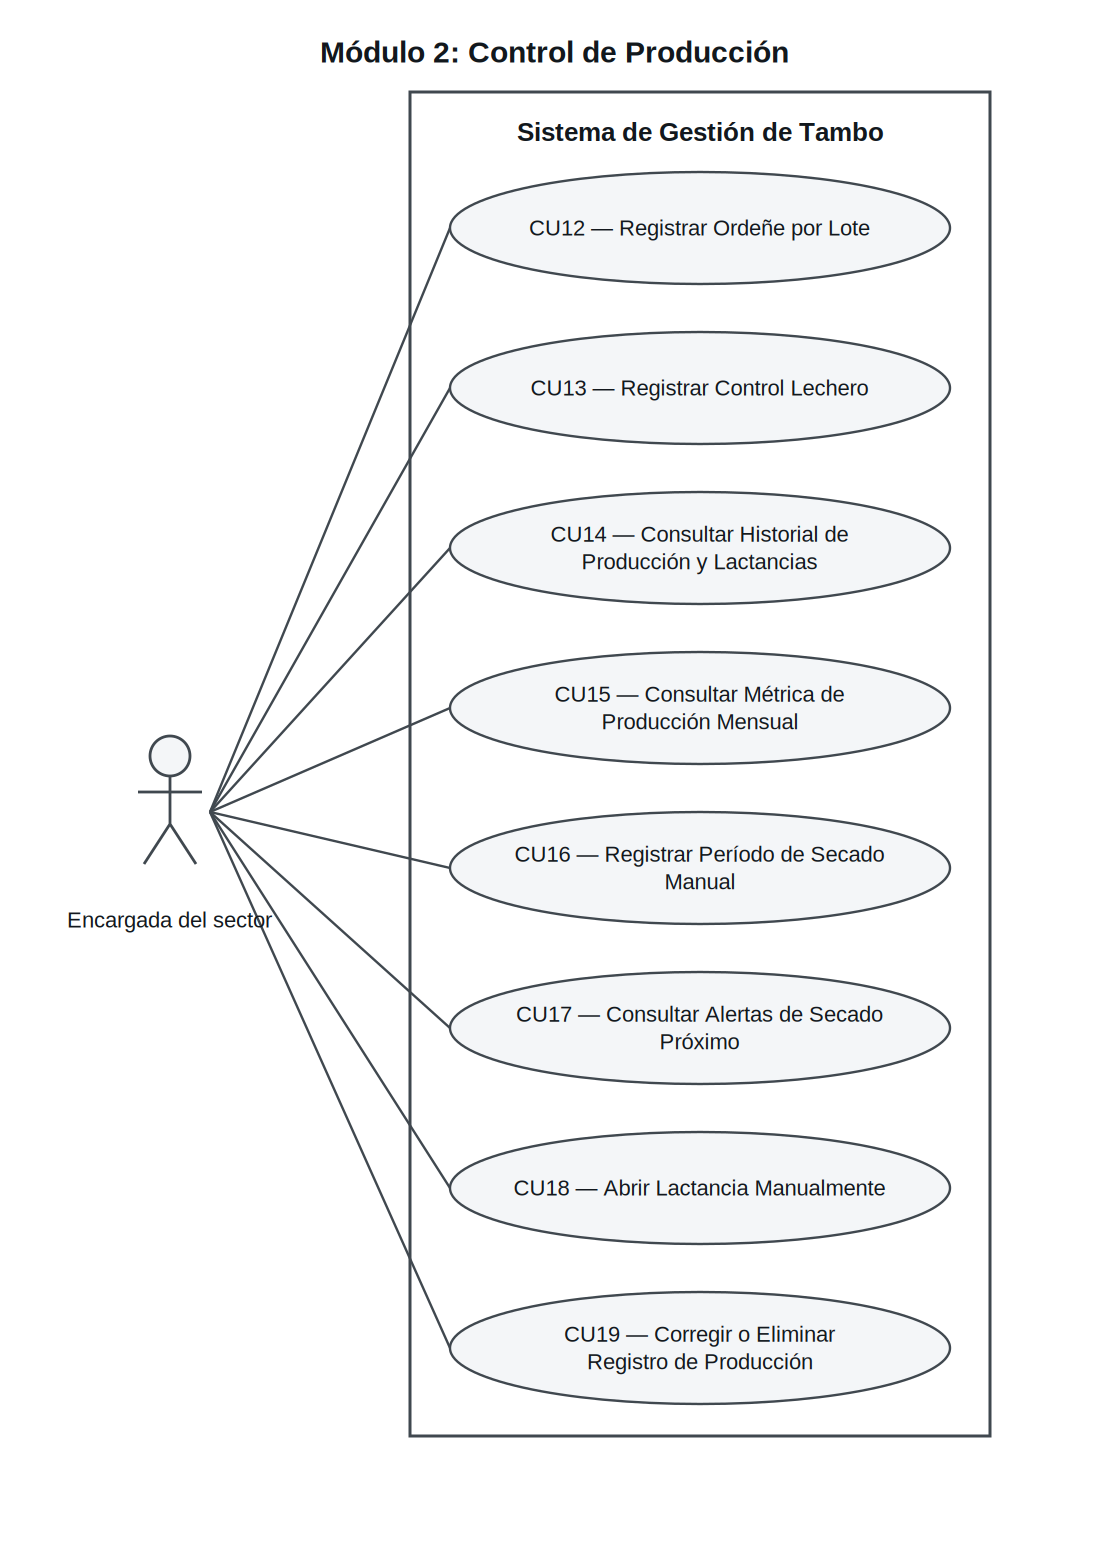 Módulo 2: Control de Producción
Sistema de Gestión de Tambo
CU12 — Registrar Ordeñe por Lote
CU13 — Registrar Control Lechero
CU14 — Consultar Historial de
Producción y Lactancias
CU15 — Consultar Métrica de
Producción Mensual
CU16 — Registrar Período de Secado
Manual
Encargada del sector
CU17 — Consultar Alertas de Secado
Próximo
CU18 — Abrir Lactancia Manualmente
CU19 — Corregir o Eliminar
Registro de Producción